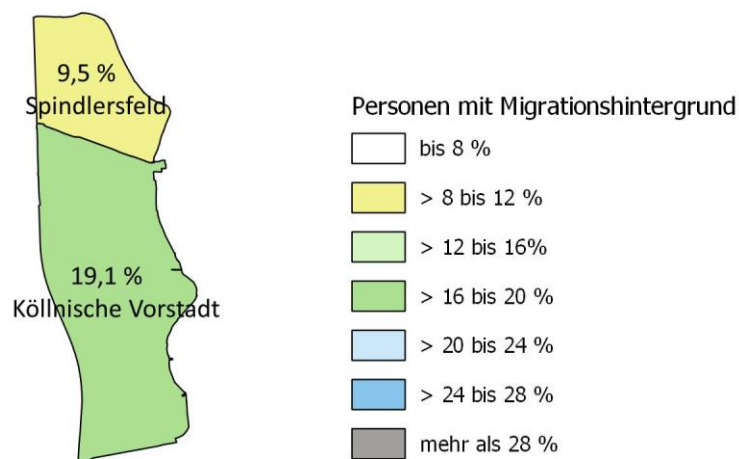 9,5 %
Spindlersfeld
19,1 %
Köllnische Vorstadt
Personen mit Migrationshintergrund
bis 8 %
> 8 bis 12 %
> 12 bis 16%
> 16 bis 20 %
> 20 bis 24 %
> 24 bis 28 %
mehr als 28 %